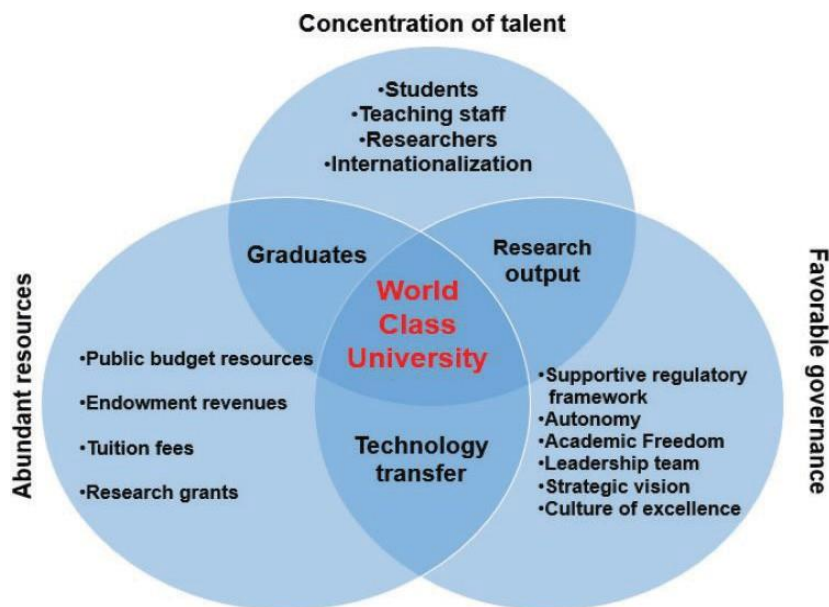 Concentration of talent
•Students
•Teaching staff
•Researchers
•Internationalization
Graduates
Research
output
World
Class
University
Abundant resources
•Public budget resources
•Endowment revenues
•Tuition fees
•Research grants
Technology
transfer
Favorable governance
•Supportive regulatory
framework
•Autonomy
•Academic Freedom
•Leadership team
•Strategic vision
•Culture of excellence